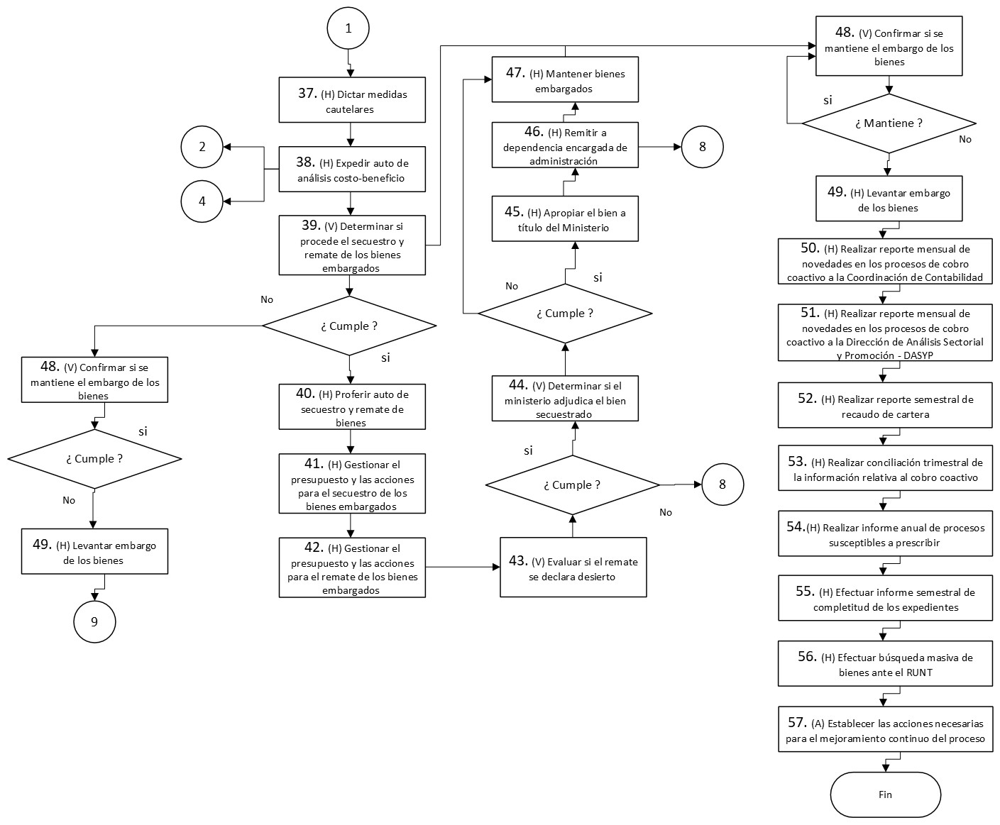 1
37. (H) Dictar medidas
cautelares
2
4
38. (H) Expedir auto de
análisis costo-beneficio
39. (V) Determinar si
procede el secuestro y
remate de los bienes
embargados
No
¿ Cumple ?
si
48. (V) Confirmar si se
mantiene el embargo de los
bienes
si
¿ Cumple ?
No
49. (H) Levantar embargo
de los bienes
9
40. (H) Proferir auto de
secuestro y remate de
bienes
41. (H) Gestionar el
presupuesto y las acciones
para el secuestro de los
bienes embargados
42. (H) Gestionar el
presupuesto y las acciones
para el remate de los bienes
embargados
47. (H) Mantener bienes
embargados
46. (H) Remitir a
dependencia encargada de
administración
8
45. (H) Apropiar el bien a
título del Ministerio
No
si
¿ Cumple ?
44. (V) Determinar si el
ministerio adjudica el bien
secuestrado
si
¿ Cumple ?
8
No
43. (V) Evaluar si el remate
se declara desierto
48. (V) Confirmar si se
mantiene el embargo de los
bienes
si
¿ Mantiene ?
No
49. (H) Levantar embargo
de los bienes
50. (H) Realizar reporte mensual de
novedades en los procesos de cobro
coactivo a la Coordinación de Contabilidad
51. (H) Realizar reporte mensual de
novedades en los procesos de cobro
coactivo a la Dirección de Análisis Sectorial
y Promoción - DASYP
52. (H) Realizar reporte semestral de
recaudo de cartera
53. (H) Realizar conciliación trimestral de
la información relativa al cobro coactivo
54.(H) Realizar informe anual de procesos
susceptibles a prescribir
55. (H) Efectuar informe semestral de
completitud de los expedientes
56. (H) Efectuar búsqueda masiva de
bienes ante el RUNT
57. (A) Establecer las acciones necesarias
para el mejoramiento continuo del proceso
Fin